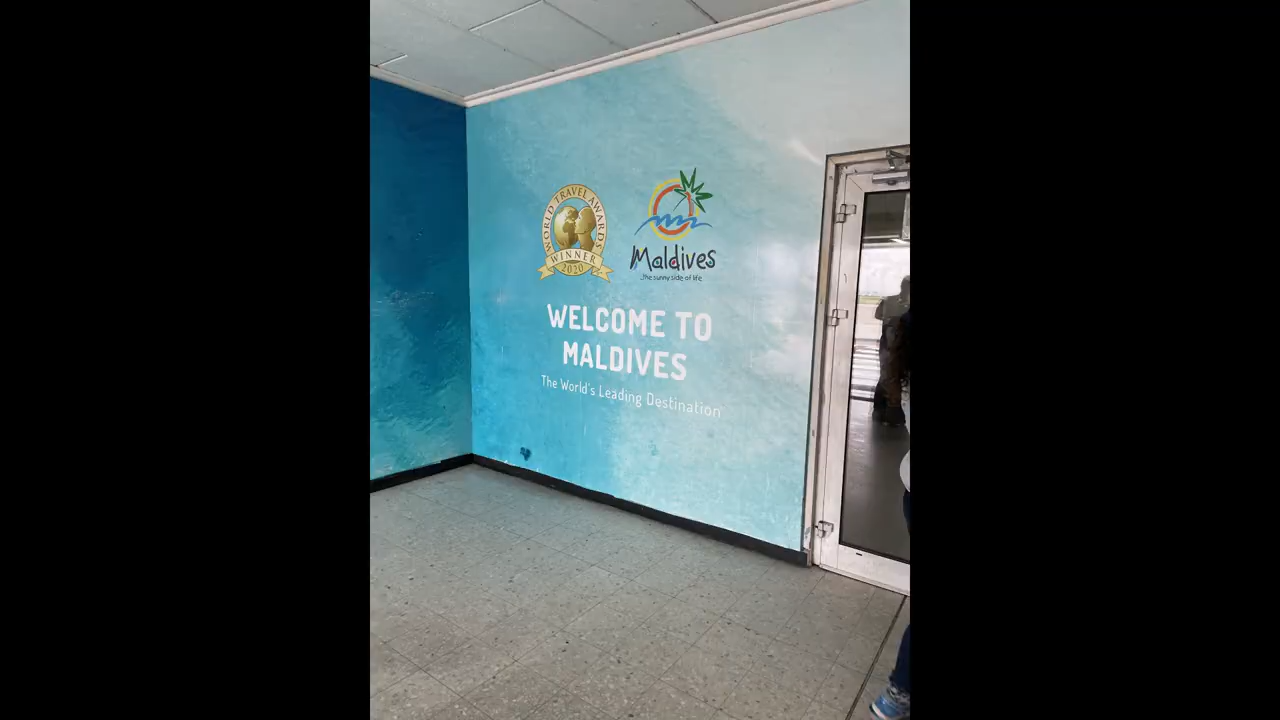 WORLD TRAVEL AWARDS
WINNER
2020
Maldives
...the sunny side of life
WELCOME TO
MALDIVES
The World's Leading Destination